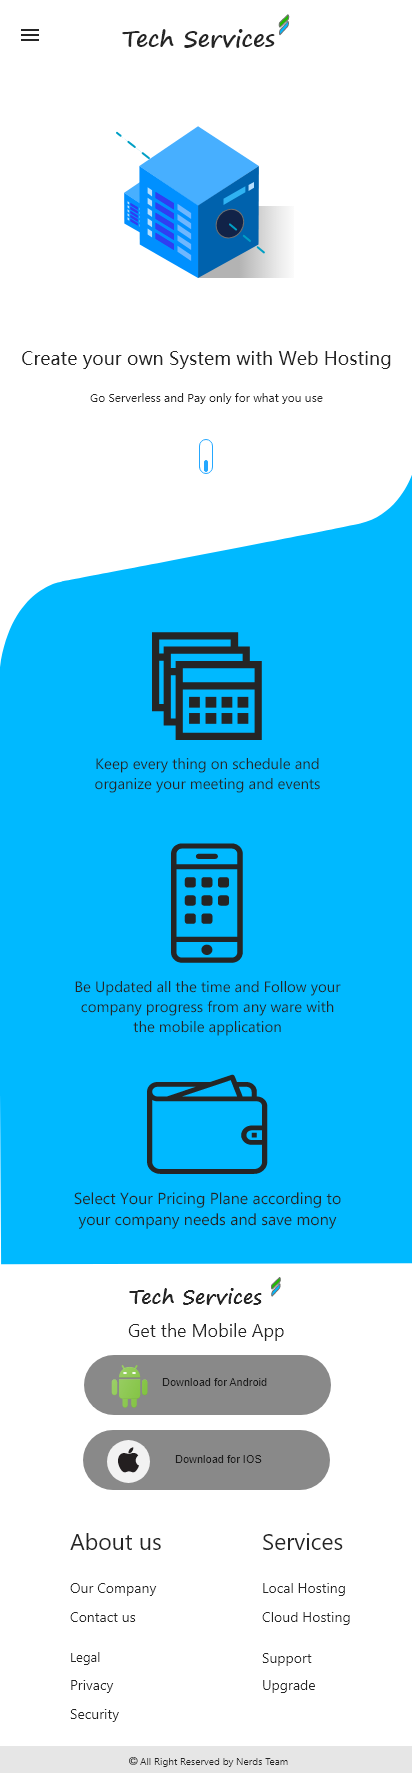 Tech Services
Create your own System with Web Hosting
Go Serverless and Pay only for what you use
Keep every thing on schedule and
organize your meeting and events
Be Updated all the time and Follow your
company progress from any ware with
the mobile application
Select Your Pricing Plane according to
your company needs and save mony
Tech Services
Get the Mobile App
Download for Android
Download for IOS
About us
Our Company
Contact us
Legal
Privacy
Security
Services
Local Hosting
Cloud Hosting
Support
Upgrade
© All Right Reserved by Nerds Team